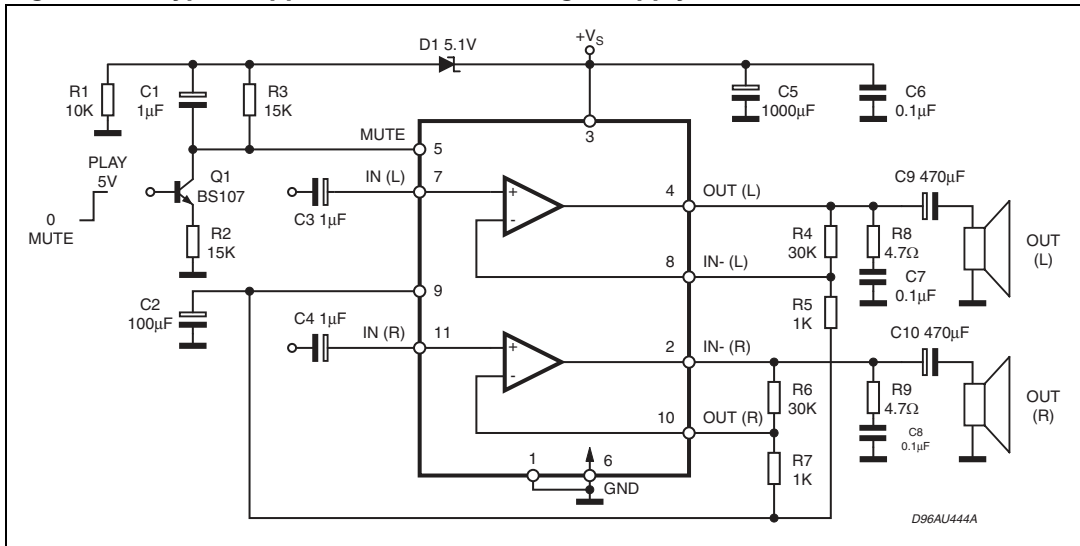 D1 5.1V
+VS
R1
10K
C1
1µF
R3
15K
C5
1000µF
C6
0.1µF
MUTE
5
3
PLAY
5V
0
MUTE
Q1
BS107
R2
15K
IN (L)
7
C3 1µF
+
-
4
OUT (L)
C9 470µF
R4
30K
R8
4.7Ω
C7
0.1µF
OUT
(L)
8
IN- (L)
R5
1K
9
C2
100µF
C4 1µF
IN (R)
11
+
-
2
IN- (R)
C10 470µF
R6
30K
R9
4.7Ω
C8
0.1µF
OUT
(R)
10
OUT (R)
R7
1K
1
6
GND
D96AU444A